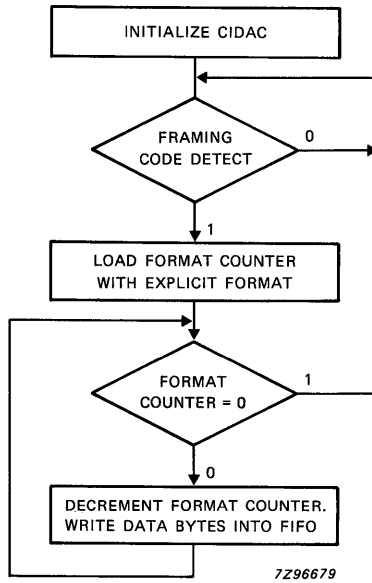 INITIALIZE CIDAC
FRAMING
CODE DETECT
0
1
LOAD FORMAT COUNTER
WITH EXPLICIT FORMAT
FORMAT
COUNTER = 0
1
0
DECREMENT FORMAT COUNTER.
WRITE DATA BYTES INTO FIFO
7Z96679